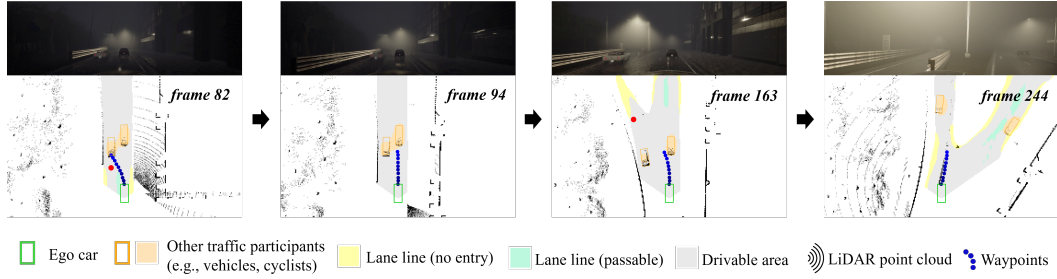 frame 82
frame 94
frame 163
frame 244
Ego car
Other traffic participants
(e.g., vehicles, cyclists)
Lane line (no entry)
Lane line (passable)
Drivable area
LiDAR point cloud
Waypoints